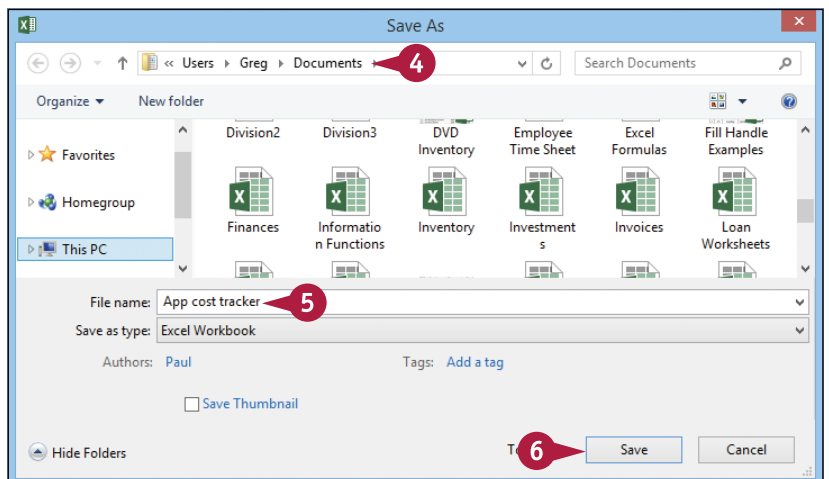 Save As
« Users Greg Documents 4 Search Documents
Organize New folder
Favorites
Homegroup
This PC
Division2 Division3 DVD Inventory Employee Time Sheet Excel Formulas Fill Handle Examples
Finances Informatio n Functions Inventory Investment s Invoices Loan Worksheets
File name: App cost tracker 5
Save as type: Excel Workbook
Authors: Paul Tags: Add a tag
Save Thumbnail
Hide Folders 6 Save Cancel